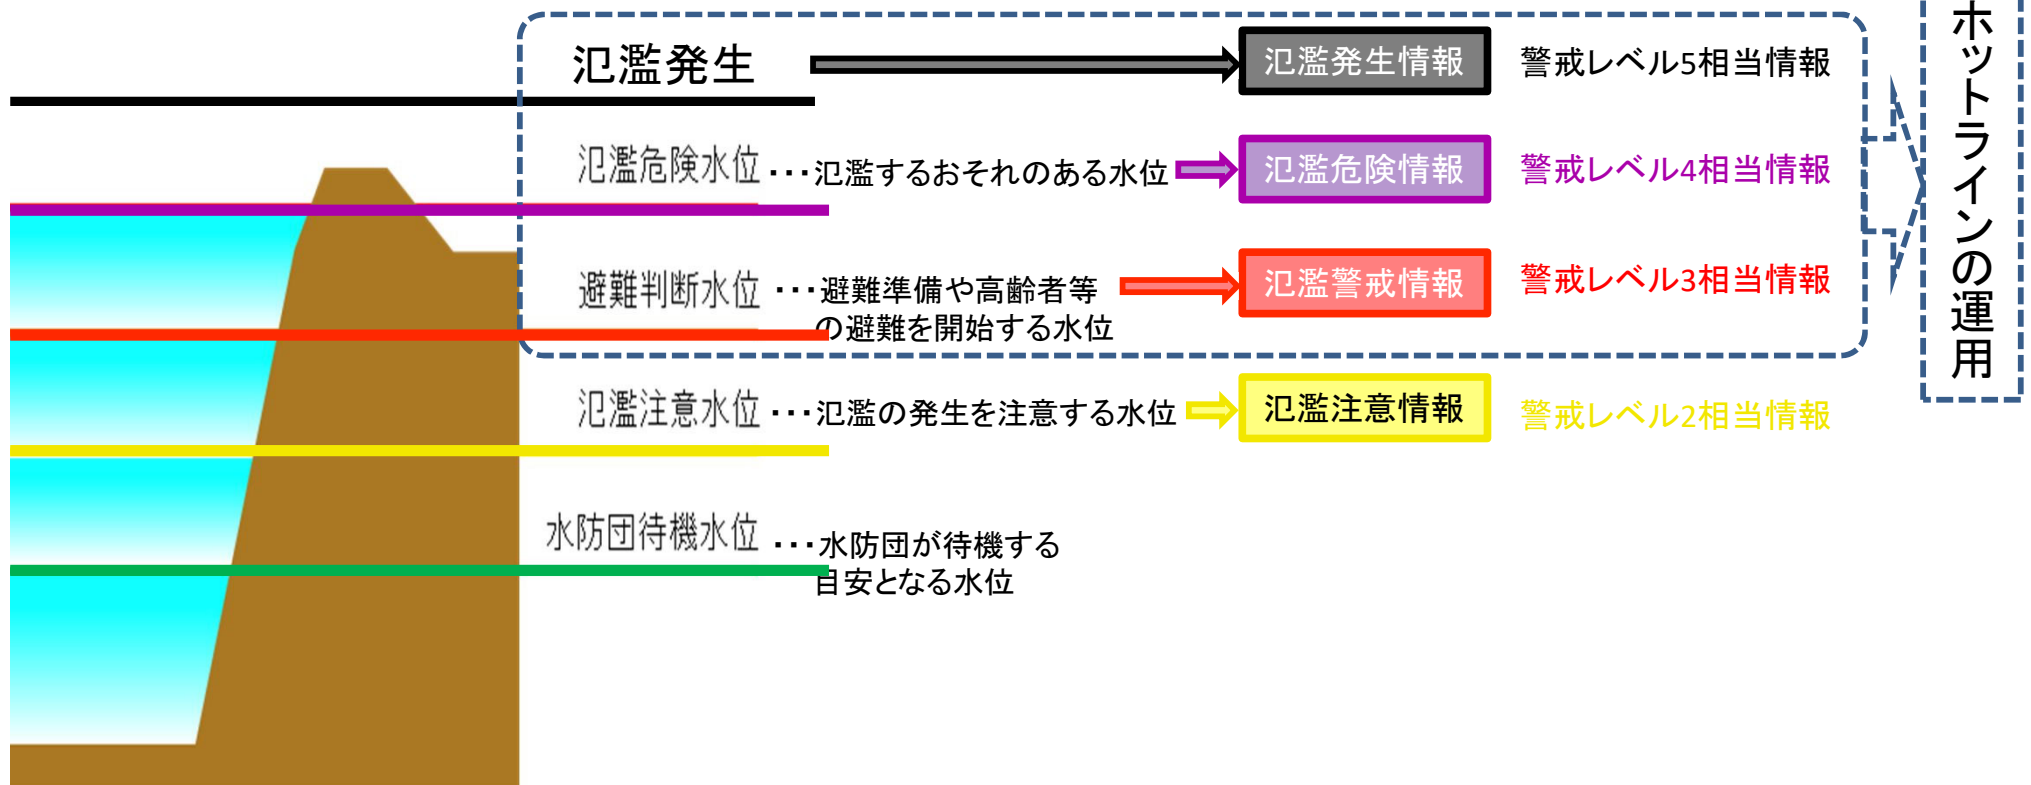 氾濫発生
氾濫発生情報
警戒レベル5相当情報
氾濫危険水位
・・・氾濫するおそれのある水位
氾濫危険情報
警戒レベル4相当情報
避難判断水位
・・・避難準備や高齢者等
の避難を開始する水位
氾濫警戒情報
警戒レベル3相当情報
氾濫注意水位
・・・氾濫の発生を注意する水位
氾濫注意情報
警戒レベル2相当情報
水防団待機水位
・・・水防団が待機する
目安となる水位
ホットラインの運用